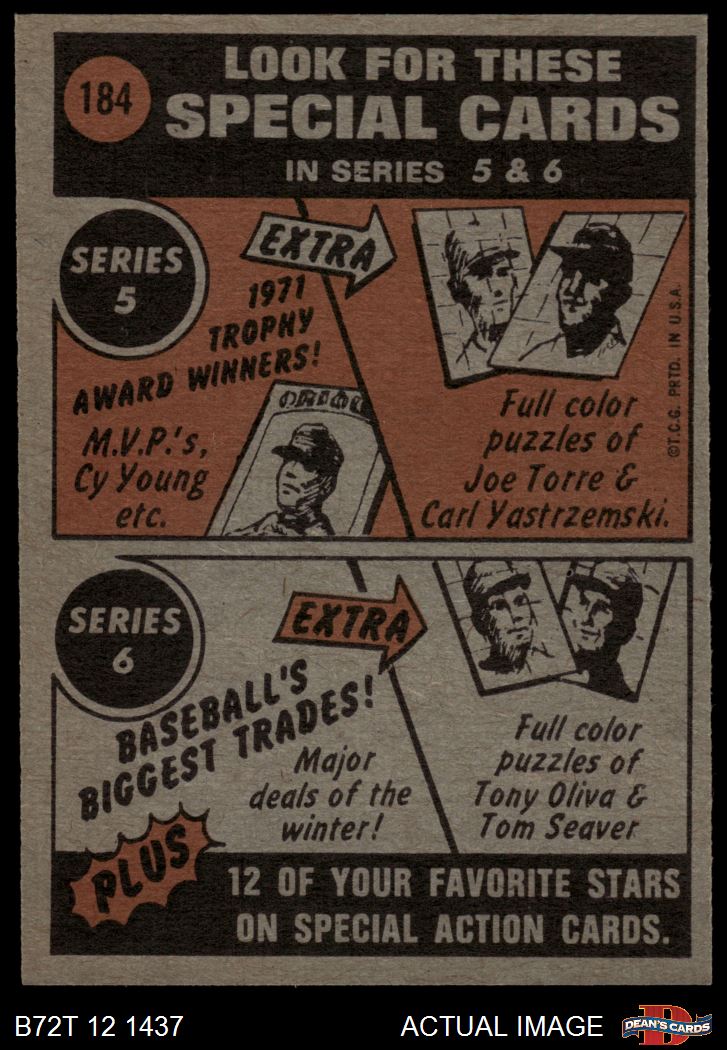 184
LOOK FOR THESE
SPECIAL CARDS
IN SERIES 5 & 6
SERIES
5
EXTRA
1971
TROPHY
AWARD WINNERS!
M.V.P.'s,
Cy Young
etc.
ORIOL
Full color
puzzles of
Joe Torre &
Carl Yastrzemski.
©T.C.G. PRTD. IN U.S.A.
SERIES
6
EXTRA
BASEBALL'S
BIGGEST TRADES!
Major
deals of the
winter!
Full color
puzzles of
Tony Oliva &
Tom Seaver
PLUS
12 OF YOUR FAVORITE STARS
ON SPECIAL ACTION CARDS.
B72T 12 1437
ACTUAL IMAGE
D
DEAN'S CARDS